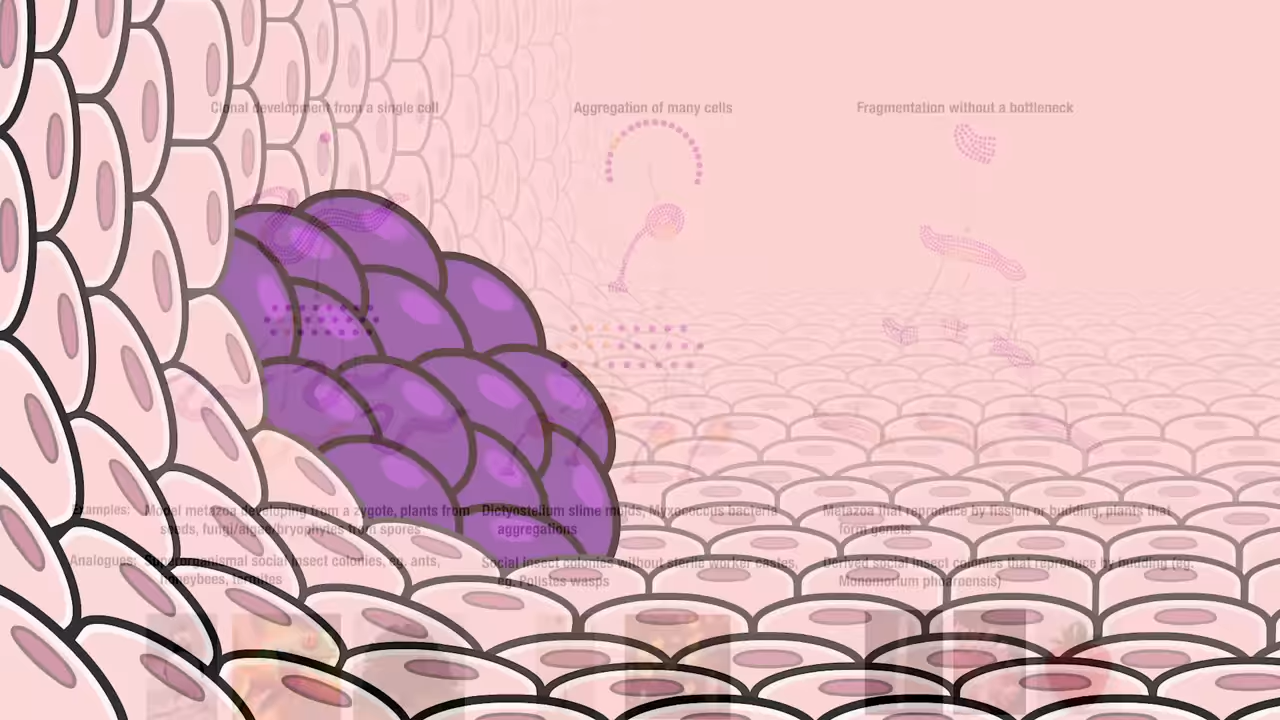 Clonal development from a single cell
Aggregation of many cells
Fragmentation without a bottleneck
Examples: Model metazoa developing from a zygote, plants from
seeds, fungi/algae/bryophytes from spores
Dictyostelium slime mulds, Myxococcus bacteria
aggregations
Metazoa that reproduce by fission or budding, plants that
form genets
Analogues: Superorganismal social insect colonies, eg. ants,
honeybees, termites
Social insect colonies without sterile worker castes,
eg. Polistes wasps
Derived social insect colonies that reproduce by budding (eg.
Monomorium pharoensis)